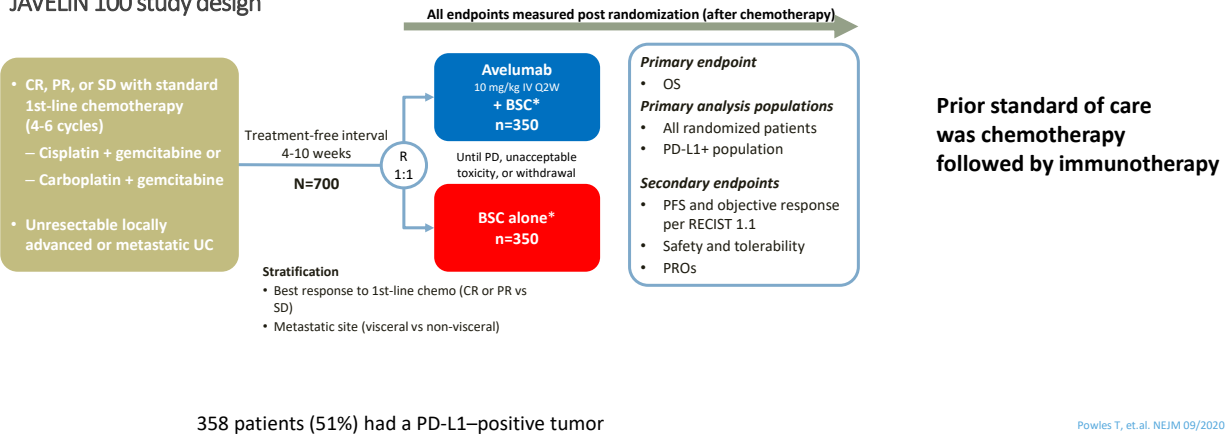 JAVELIN 100 study design
All endpoints measured post randomization (after chemotherapy)
• CR, PR, or SD with standard
1st-line chemotherapy
(4-6 cycles)
– Cisplatin + gemcitabine or
– Carboplatin + gemcitabine
• Unresectable locally
advanced or metastatic UC
Treatment-free interval
4-10 weeks
N=700
R
1:1
Avelumab
10 mg/kg IV Q2W
+ BSC*
n=350
Until PD, unacceptable
toxicity, or withdrawal
BSC alone*
n=350
Stratification
• Best response to 1st-line chemo (CR or PR vs
SD)
• Metastatic site (visceral vs non-visceral)
Primary endpoint
• OS
Primary analysis populations
• All randomized patients
• PD-L1+ population
Secondary endpoints
• PFS and objective response
per RECIST 1.1
• Safety and tolerability
• PROs
Prior standard of care
was chemotherapy
followed by immunotherapy
358 patients (51%) had a PD-L1–positive tumor
Powles T, et.al. NEJM 09/2020